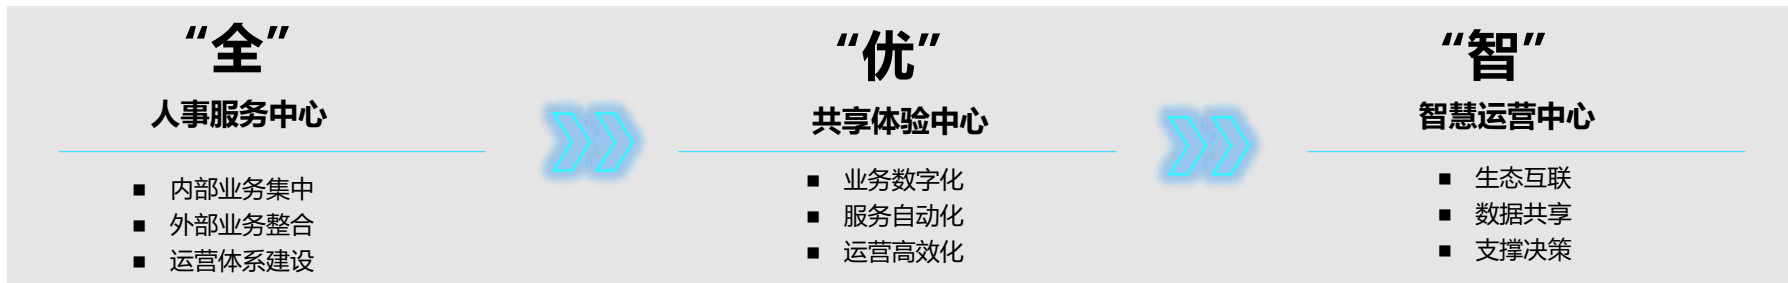 “全”
人事服务中心
■ 内部业务集中
■ 外部业务整合
■ 运营体系建设
“优”
共享体验中心
■ 业务数字化
■ 服务自动化
■ 运营高效化
“智”
智慧运营中心
■ 生态互联
■ 数据共享
■ 支撑决策